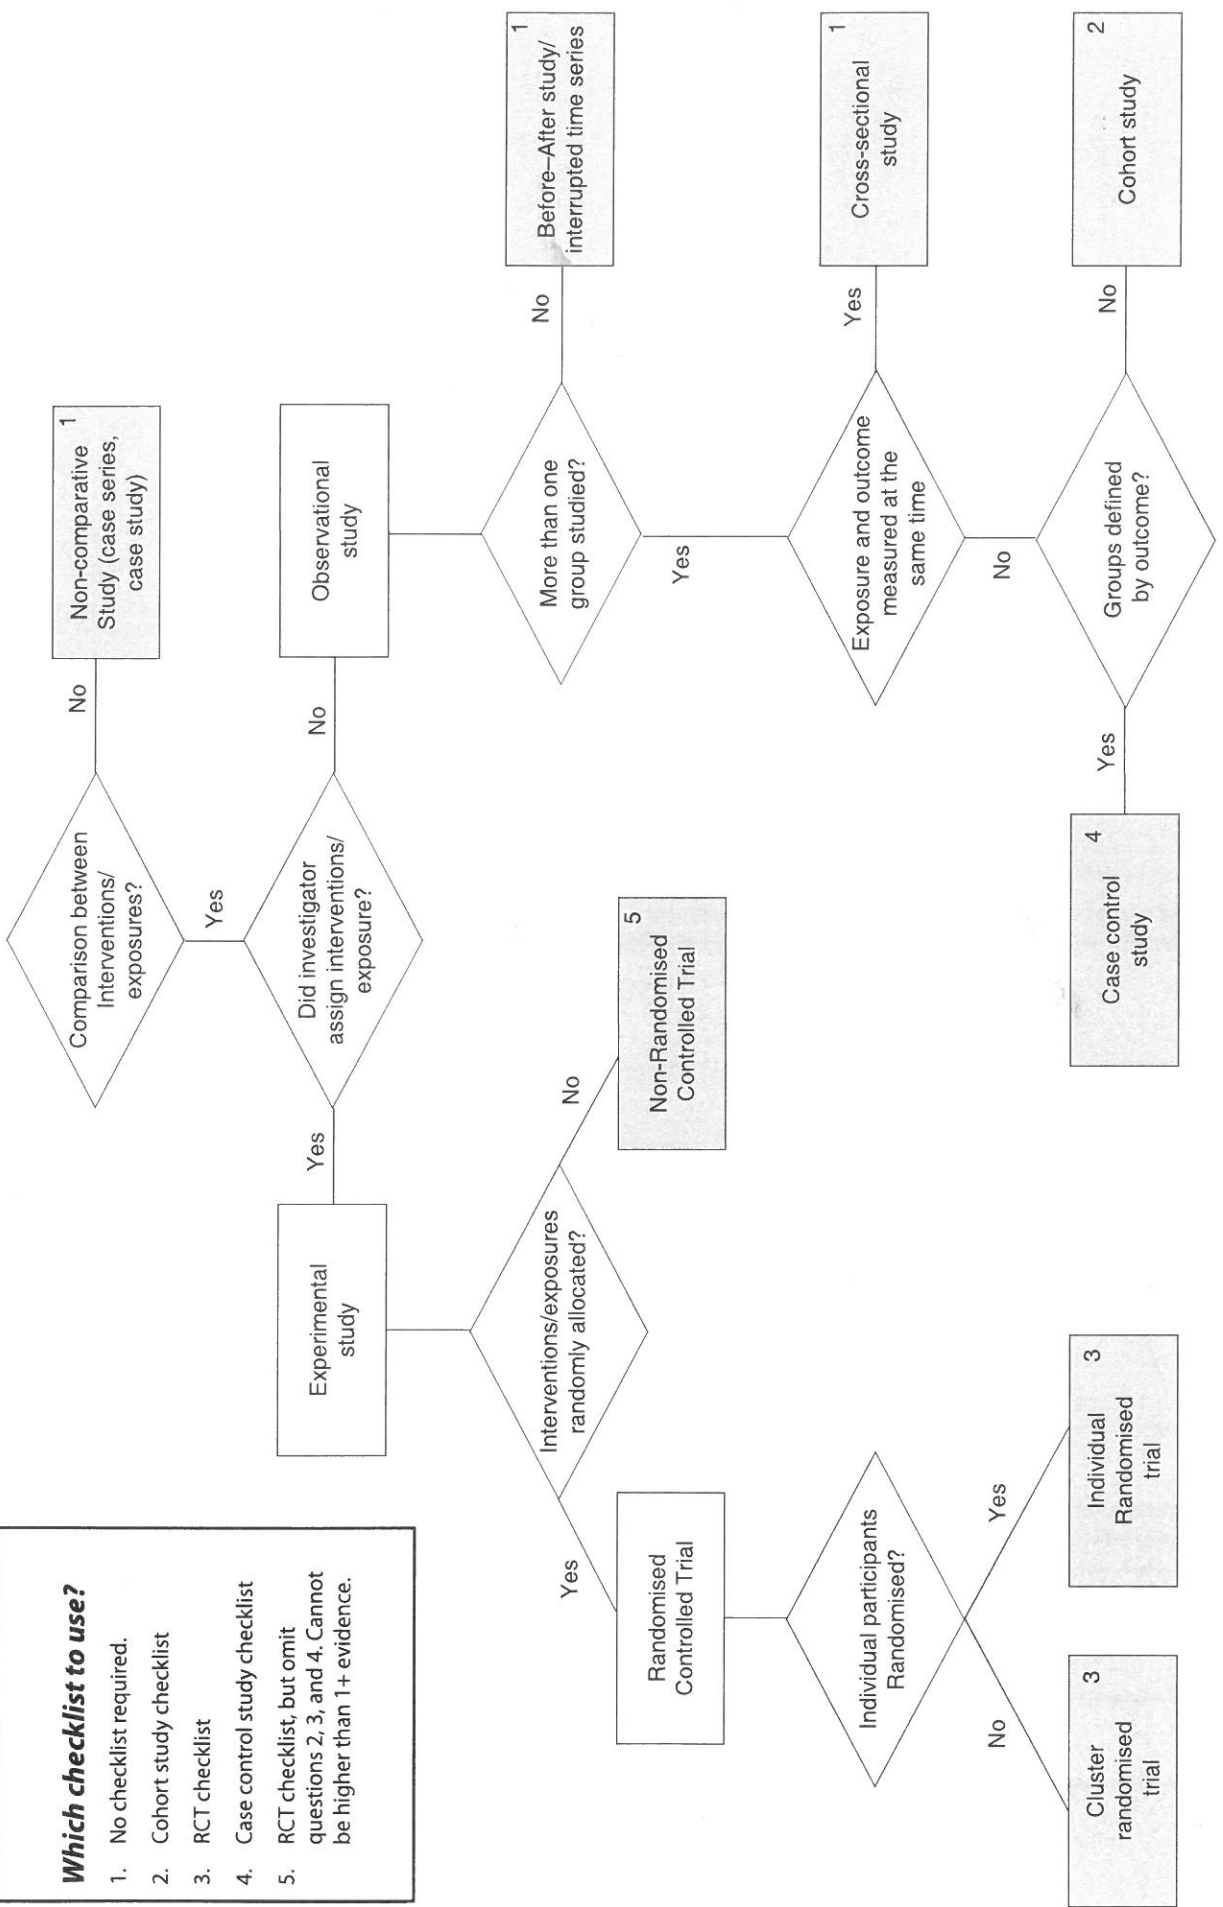 Which checklist to use?
1. No checklist required.
2. Cohort study checklist
3. RCT checklist
4. Case control study checklist
5. RCT checklist, but omit
questions 2, 3, and 4. Cannot
be higher than 1+ evidence.
Comparison between
Interventions/
exposures?
No
Non-comparative
Study (case series,
case study)
1
Yes
Did investigator
assign interventions/
exposure?
Yes
No
Experimental
study
Observational
study
Interventions/exposures
randomly allocated?
Yes
No
Randomised
Controlled Trial
Non-Randomised
Controlled Trial
5
More than one
group studied?
No
Before–After study/
interrupted time series
1
Yes
Individual participants
Randomised?
No
Yes
Cluster
randomised
trial
3
Individual
Randomised
trial
3
Exposure and outcome
measured at the
same time
Yes
Cross-sectional
study
1
No
Groups defined
by outcome?
Yes
No
Case control
study
4
Cohort study
2